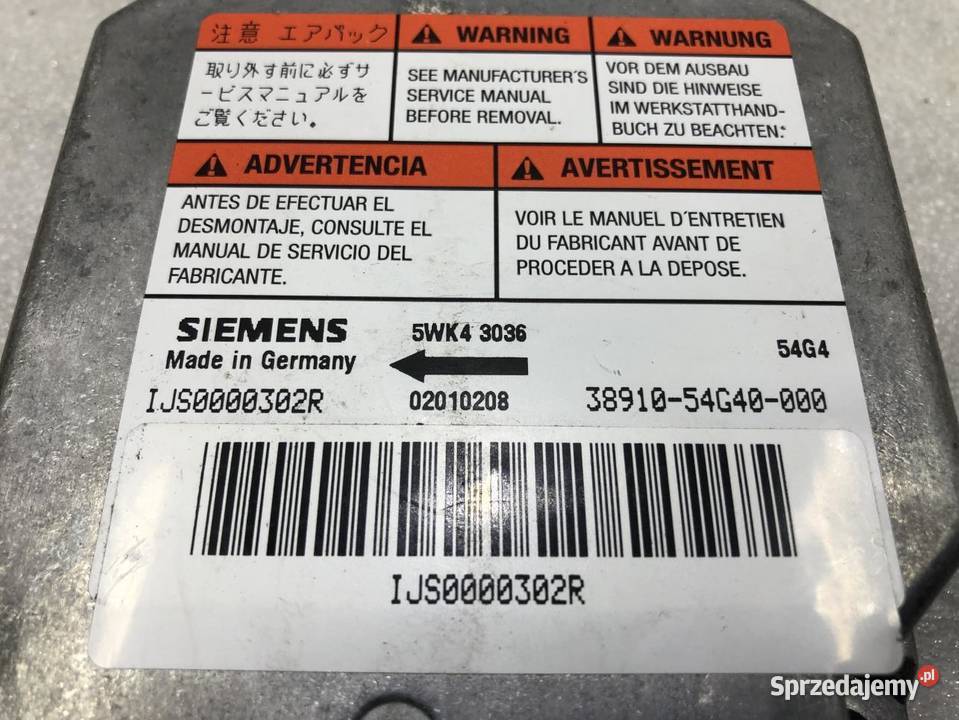 注意 エアバック
取り外す前に必ずサ
ービスマニュアルを
ご覧ください。
WARNING
SEE MANUFACTURER'S
SERVICE MANUAL
BEFORE REMOVAL.
WARNUNG
VOR DEM AUSBAU
SIND DIE HINWEISE
IM WERKSTATTHAND-
BUCH ZU BEACHTEN.
ADVERTENCIA
ANTES DE EFECTUAR EL
DESMONTAJE, CONSULTE EL
MANUAL DE SERVICIO DEL
FABRICANTE.
AVERTISSEMENT
VOIR LE MANUEL D'ENTRETIEN
DU FABRICANT AVANT DE
PROCEDER A LA DEPOSE.
SIEMENS
Made in Germany
5WK4 3036
54G4
IJS0000302R
02010208
38910-54G40-000
IJS0000302R
Sprzedajemy.pl